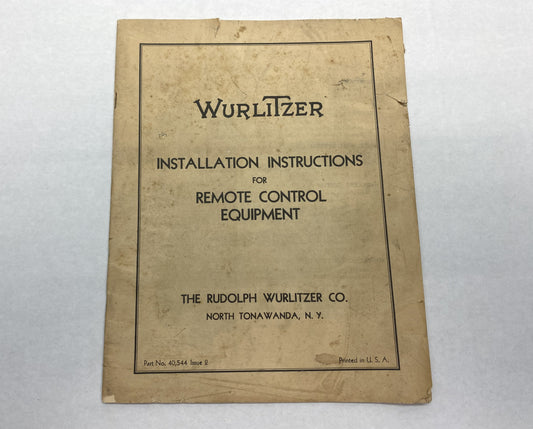 WURLITZER
INSTALLATION INSTRUCTIONS
FOR
REMOTE CONTROL
EQUIPMENT
THE RUDOLPH WURLITZER CO.
NORTH TONAWANDA, N. Y.
Part No. 40,544 Issue 2
Printed in U. S. A.